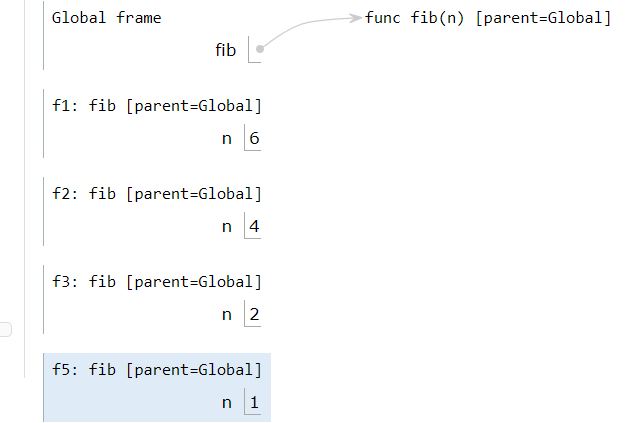 Global frame
func fib(n) [parent=Global]
fib
f1: fib [parent=Global]
n 6
f2: fib [parent=Global]
n 4
f3: fib [parent=Global]
n 2
f5: fib [parent=Global]
n 1